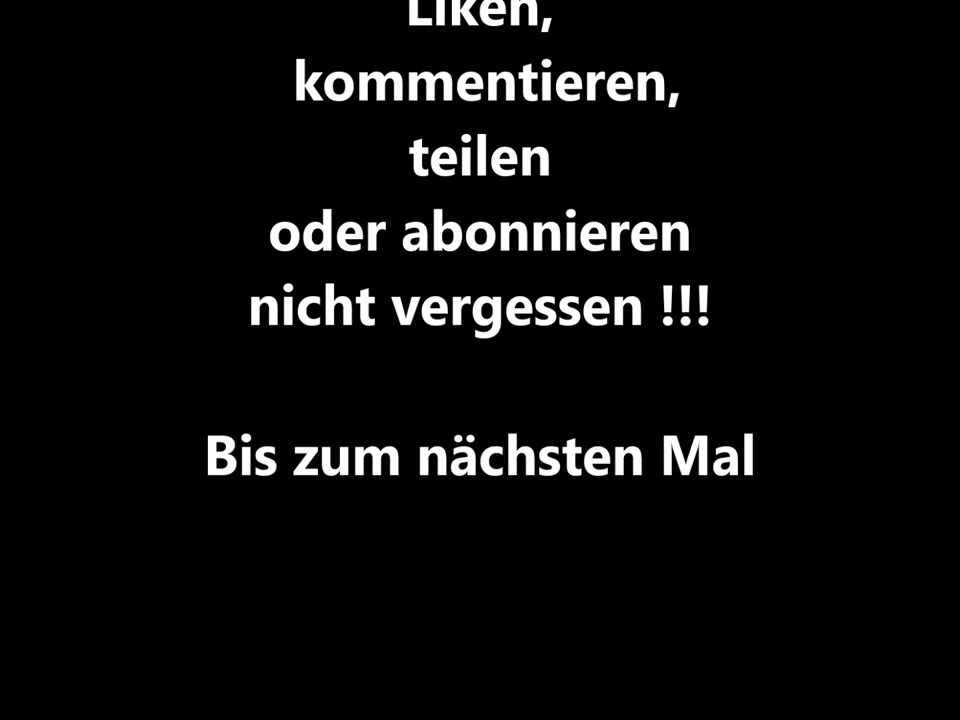 Liken,
kommentieren,
teilen
oder abonnieren
nicht vergessen !!!
Bis zum nächsten Mal